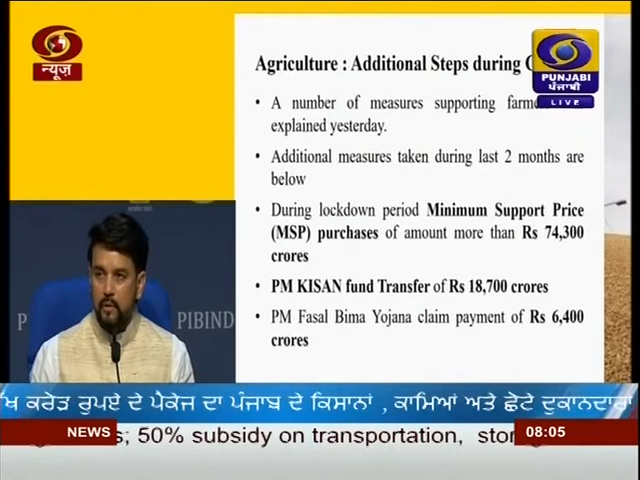 न्यूज़
PUNJABI
ਪੰਜਾਬੀ
LIVE
Agriculture : Additional Steps during
• A number of measures supporting
explained yesterday.
• Additional measures taken during last 2 months are
below
• During lockdown period Minimum Support Price
(MSP) purchases of amount more than Rs 74,300
crores
• PM KISAN fund Transfer of Rs 18,700 crores
• PM Fasal Bima Yojana claim payment of Rs 6,400
crores
PIBIND
ਕਰੋੜ ਰੁਪਏ ਦੇ ਪੈਕੇਜ ਦਾ ਪੰਜਾਬ ਦੇ ਕਿਸਾਨਾਂ , ਕਾਮਿਆਂ ਅਤੇ ਛੋਟੇ ਦੁਕਾਨਦਾਰਾਂ
NEWS
50% subsidy on transportation,
08:05